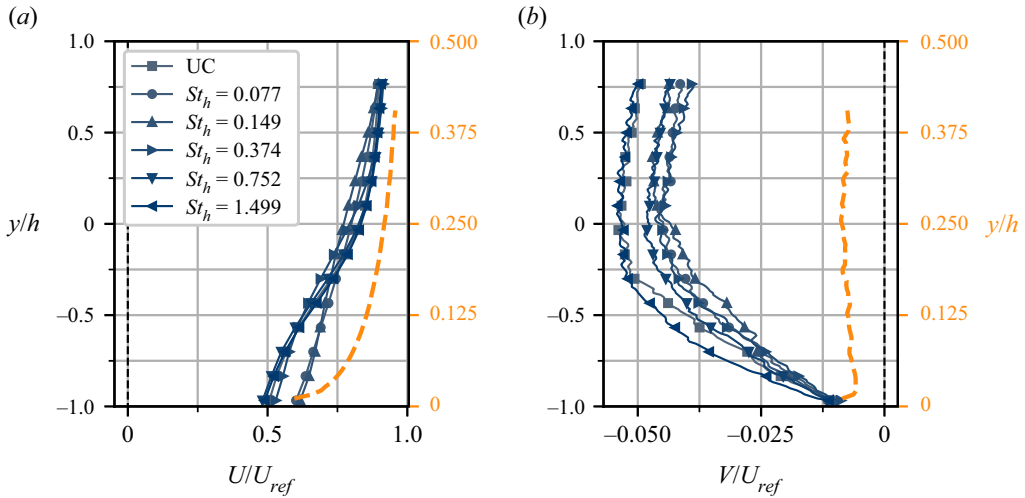 (a)
(b)
1.0
0.5
y/h
0
−0.5
−1.0
UC
St_h = 0.077
St_h = 0.149
St_h = 0.374
St_h = 0.752
St_h = 1.499
0.500
0.375
0.250
0.125
0
0 0.5 1.0
U/U_ref
1.0
0.5
0
−0.5
−1.0
0.500
0.375
0.250
y/h
0.125
0
−0.050 −0.025 0
V/U_ref